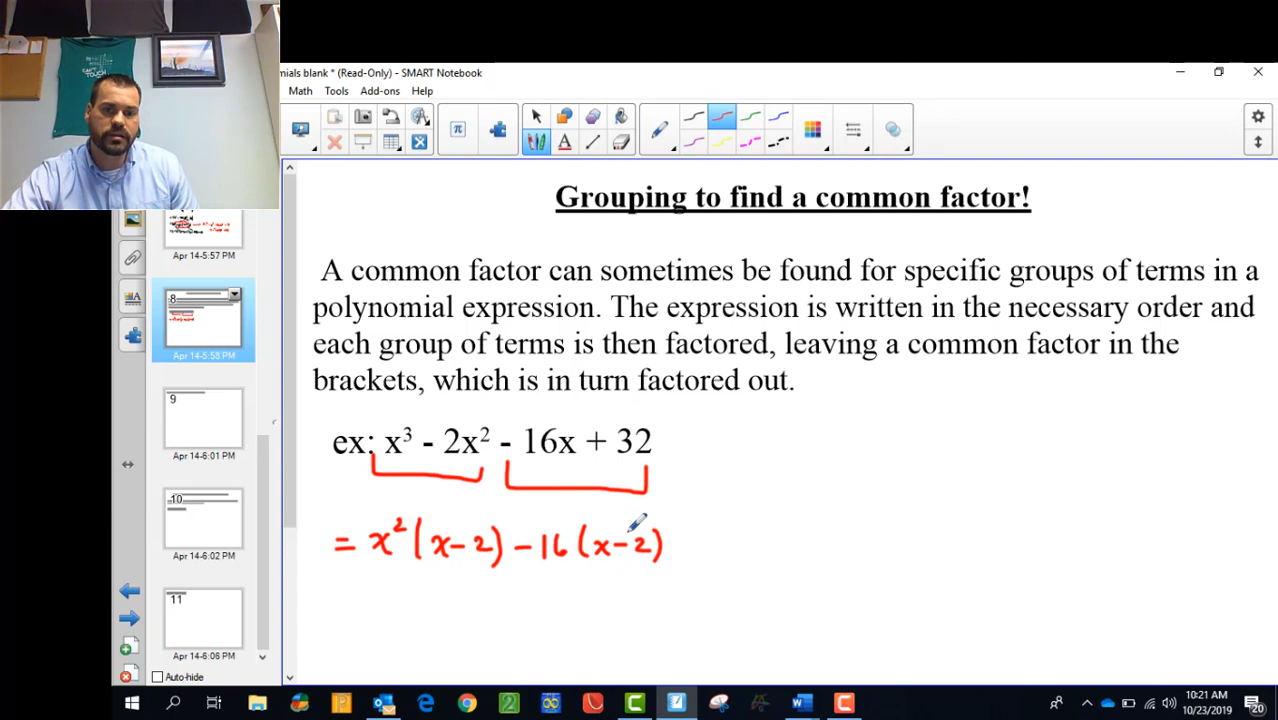 CAN'T
TOUCH
mials blank * (Read-Only) - SMART Notebook
Math Tools Add-ons Help
Grouping to find a common factor!
A common factor can sometimes be found for specific groups of terms in a
polynomial expression. The expression is written in the necessary order and
each group of terms is then factored, leaving a common factor in the
brackets, which is in turn factored out.
ex: x³ - 2x² - 16x + 32
= x² (x-2) - 16 (x-2)
Apr 14-5:57 PM
8
Apr 14-5:58 PM
9
Apr 14-6:01 PM
10
Apr 14-6:02 PM
11
Apr 14-6:06 PM
Auto-hide
10:21 AM
10/23/2019
20